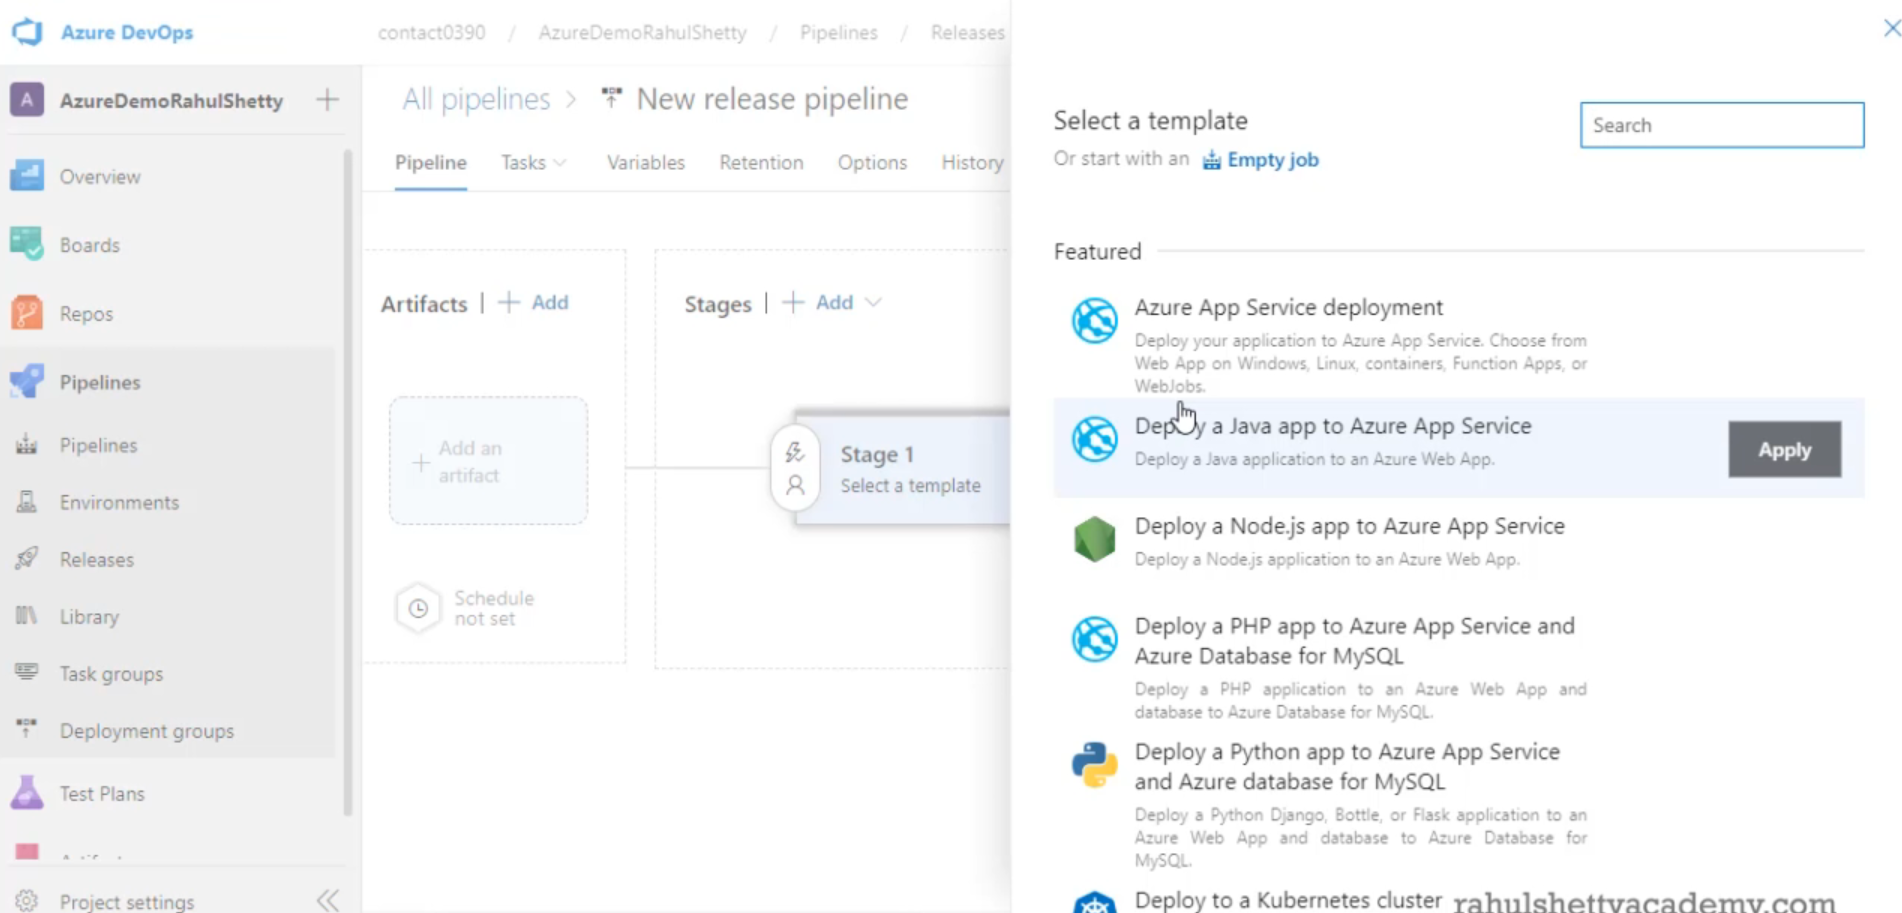 Azure DevOps
contact0390 / AzureDemoRahulShetty / Pipelines / Releases
A AzureDemoRahulShetty
Overview
Boards
Repos
Pipelines
Pipelines
Environments
Releases
Library
Task groups
Deployment groups
Test Plans
Project settings
All pipelines > New release pipeline
Pipeline Tasks Variables Retention Options History
Artifacts | + Add
Stages | + Add
+ Add an
artifact
Stage 1
Select a template
Schedule
not set
Select a template
Search
Or start with an Empty job
Featured
Azure App Service deployment
Deploy your application to Azure App Service. Choose from
Web App on Windows, Linux, containers, Function Apps, or
WebJobs.
Deploy a Java app to Azure App Service
Deploy a Java application to an Azure Web App.
Apply
Deploy a Node.js app to Azure App Service
Deploy a Node.js application to an Azure Web App.
Deploy a PHP app to Azure App Service and
Azure Database for MySQL
Deploy a PHP application to an Azure Web App and
database to Azure Database for MySQL.
Deploy a Python app to Azure App Service
and Azure database for MySQL
Deploy a Python Django, Bottle, or Flask application to an
Azure Web App and database to Azure Database for
MySQL.
Deploy to a Kubernetes cluster
rahulshettyacademy.com